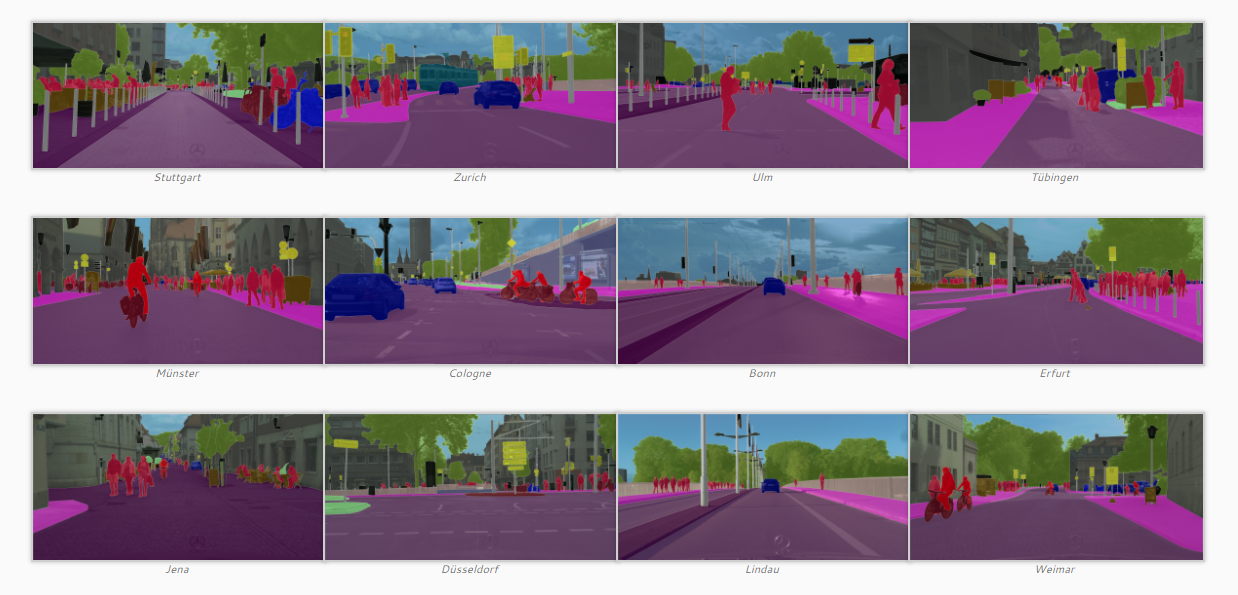 Stuttgart
Zurich
Ulm
Tübingen
Münster
Cologne
Bonn
Erfurt
Jena
Düsseldorf
Lindau
Weimar